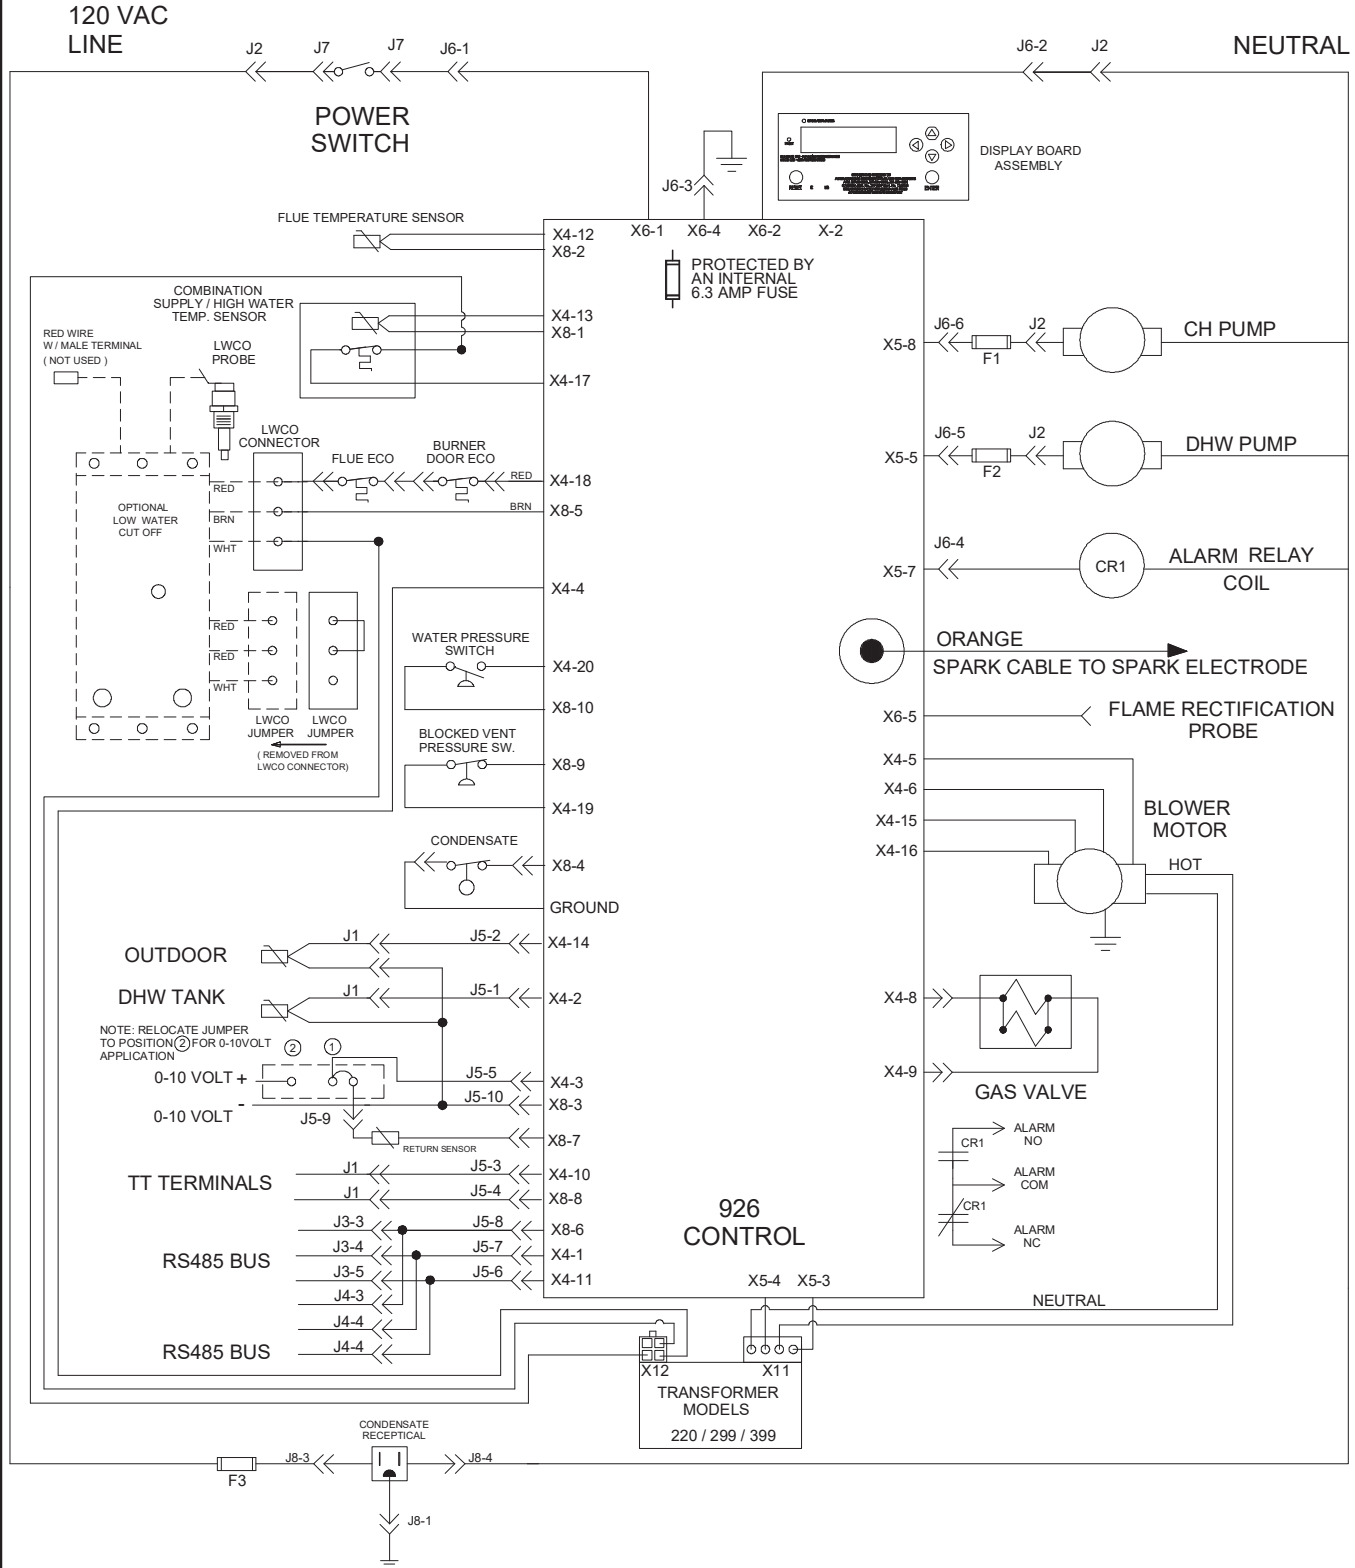 120 VAC
LINE
J2
J7
J7
J6-1
J6-2
J2
NEUTRAL
POWER
SWITCH
J6-3
RESET
ENTER
DISPLAY BOARD
ASSEMBLY
FLUE TEMPERATURE SENSOR
X4-12
X8-2
X6-1
X6-4
X6-2
X-2
PROTECTED BY
AN INTERNAL
6.3 AMP FUSE
COMBINATION
SUPPLY / HIGH WATER
TEMP. SENSOR
X4-13
X8-1
X4-17
RED WIRE
W / MALE TERMINAL
( NOT USED )
LWCO
PROBE
X5-8
J6-6
F1
J2
CH PUMP
LWCO
CONNECTOR
FLUE ECO
BURNER
DOOR ECO
RED
X4-18
BRN
X8-5
X5-5
J6-5
F2
J2
DHW PUMP
OPTIONAL
LOW WATER
CUT OFF
RED
BRN
WHT
RED
RED
WHT
X4-4
X5-7
J6-4
CR1
ALARM RELAY
COIL
WATER PRESSURE
SWITCH
X4-20
X8-10
ORANGE
SPARK CABLE TO SPARK ELECTRODE
LWCO
JUMPER
LWCO
JUMPER
( REMOVED FROM
LWCO CONNECTOR)
X6-5
FLAME RECTIFICATION
PROBE
BLOCKED VENT
PRESSURE SW.
X8-9
X4-19
X4-5
X4-6
X4-15
X4-16
BLOWER
MOTOR
HOT
CONDENSATE
X8-4
GROUND
OUTDOOR
J1
J5-2
X4-14
DHW TANK
J1
J5-1
X4-2
X4-8
X4-9
GAS VALVE
NOTE: RELOCATE JUMPER
TO POSITION 2 FOR 0-10VOLT
APPLICATION
2
1
0-10 VOLT +
J5-5
X4-3
0-10 VOLT -
J5-9
J5-10
X8-3
RETURN SENSOR
X8-7
TT TERMINALS
J1
J5-3
X4-10
J1
J5-4
X8-8
CR1
ALARM
NO
ALARM
COM
CR1
ALARM
NC
926
CONTROL
J3-3
J5-8
X8-6
RS485 BUS
J3-4
J5-7
X4-1
J3-5
J5-6
X4-11
J4-3
J4-4
RS485 BUS
J4-4
X5-4
X5-3
NEUTRAL
X12
X11
TRANSFORMER
MODELS
220 / 299 / 399
CONDENSATE
RECEPTICAL
F3
J8-3
J8-4
J8-1